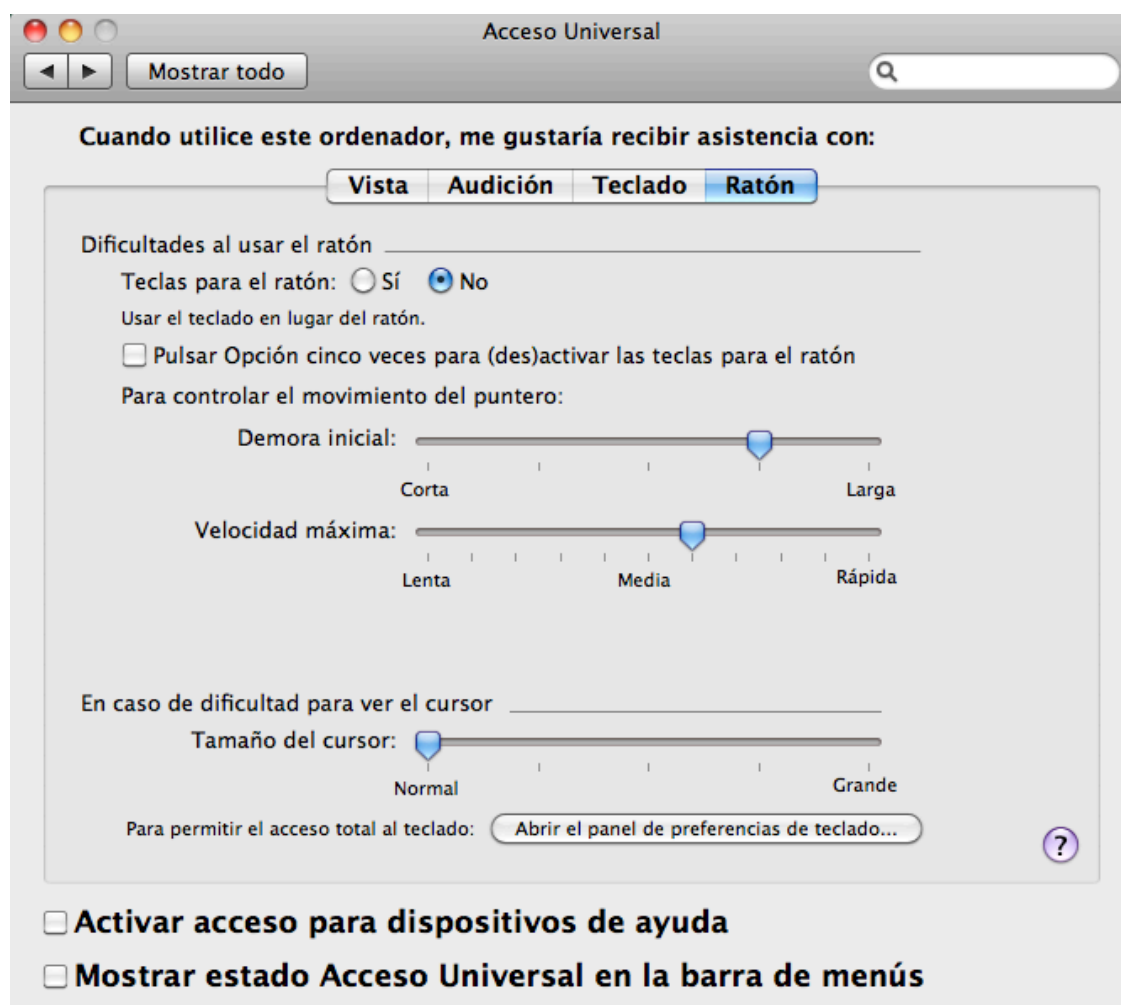 Acceso Universal
Mostrar todo
Cuando utilice este ordenador, me gustaría recibir asistencia con:
Vista Audición Teclado Ratón
Dificultades al usar el ratón
Teclas para el ratón: Sí No
Usar el teclado en lugar del ratón.
Pulsar Opción cinco veces para (des)activar las teclas para el ratón
Para controlar el movimiento del puntero:
Demora inicial:
Corta Larga
Velocidad máxima:
Lenta Media Rápida
En caso de dificultad para ver el cursor
Tamaño del cursor:
Normal Grande
Para permitir el acceso total al teclado: Abrir el panel de preferencias de teclado...
?
Activar acceso para dispositivos de ayuda
Mostrar estado Acceso Universal en la barra de menús